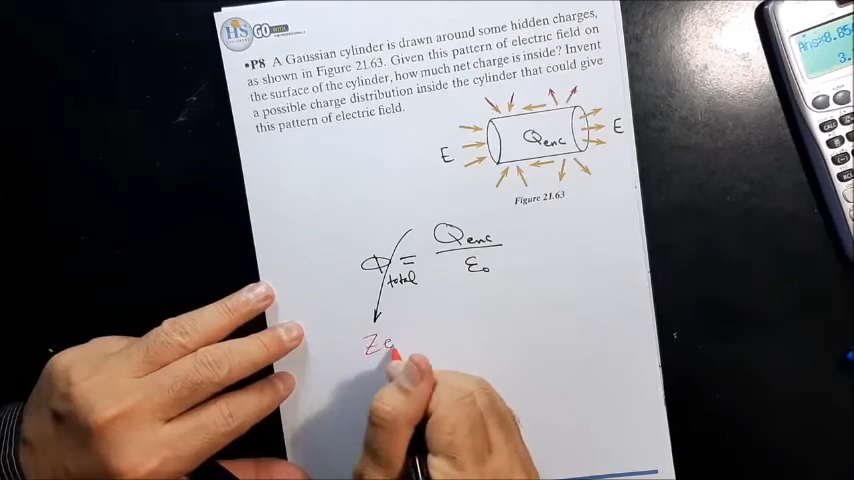 HS GO
•P8 A Gaussian cylinder is drawn around some hidden charges,
as shown in Figure 21.63. Given this pattern of electric field on
the surface of the cylinder, how much net charge is inside? Invent
a possible charge distribution inside the cylinder that could give
this pattern of electric field.
E Qenc E
Figure 21.63
Φtotal = Qenc / ε₀
Ze